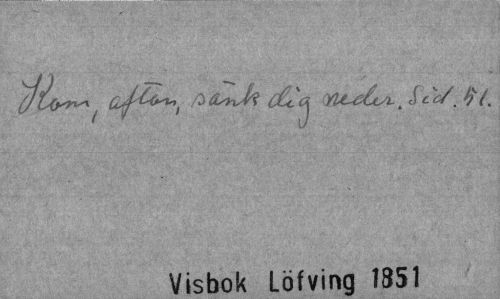 Kom, afton, sänk dig neder. Sid. 51.
Visbok Löfving 1851